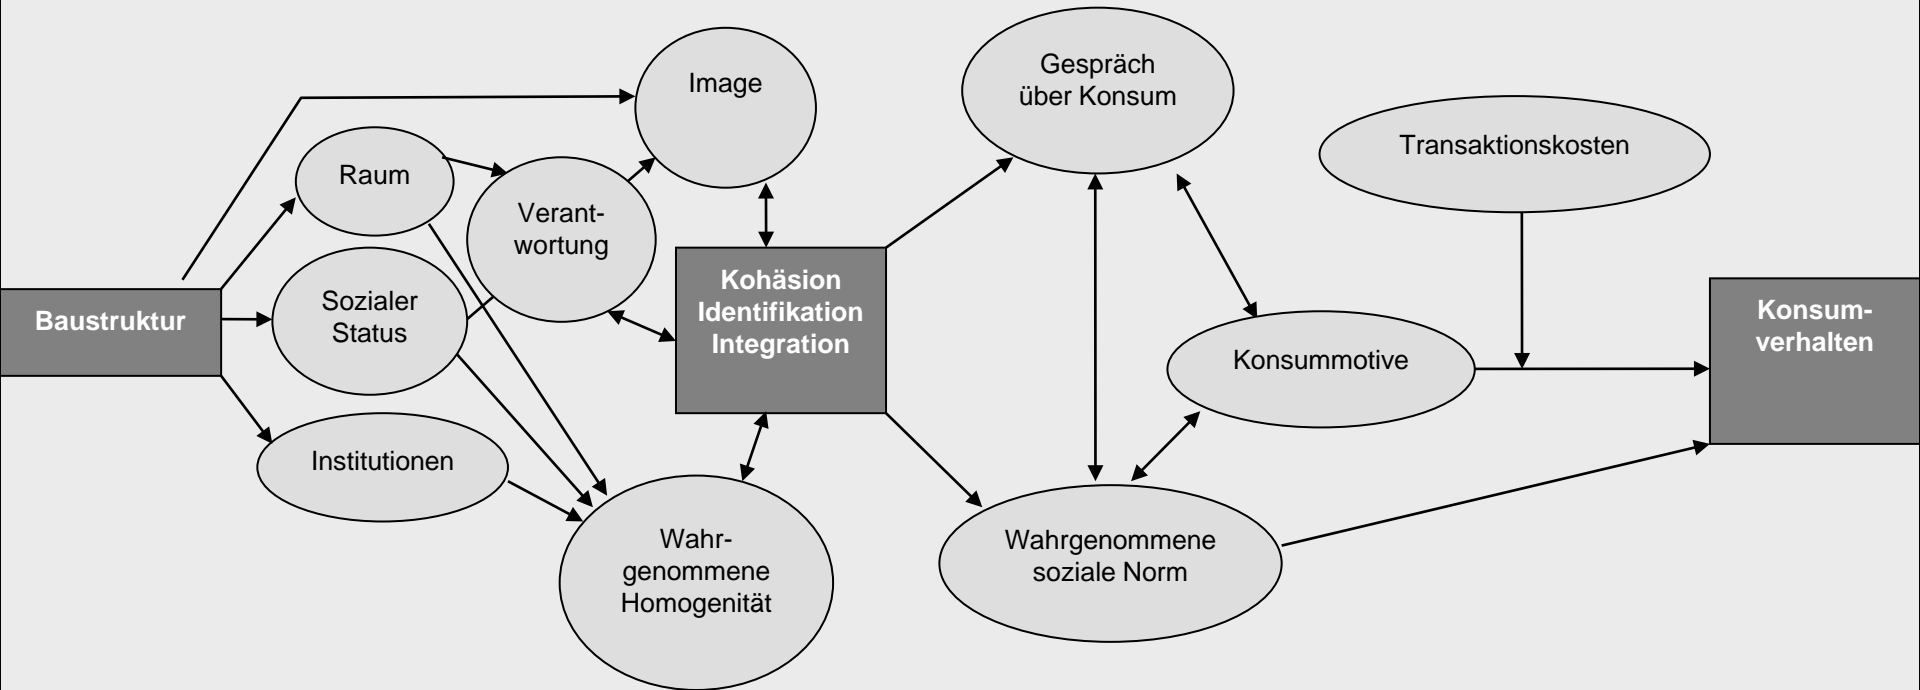 Image
Gespräch
über Konsum
Transaktionskosten
Raum
Verant-
wortung
Kohäsion
Identifikation
Integration
Baustruktur
Sozialer
Status
Konsum-
verhalten
Konsummotive
Institutionen
Wahr-
genommene
Homogenität
Wahrgenommene
soziale Norm